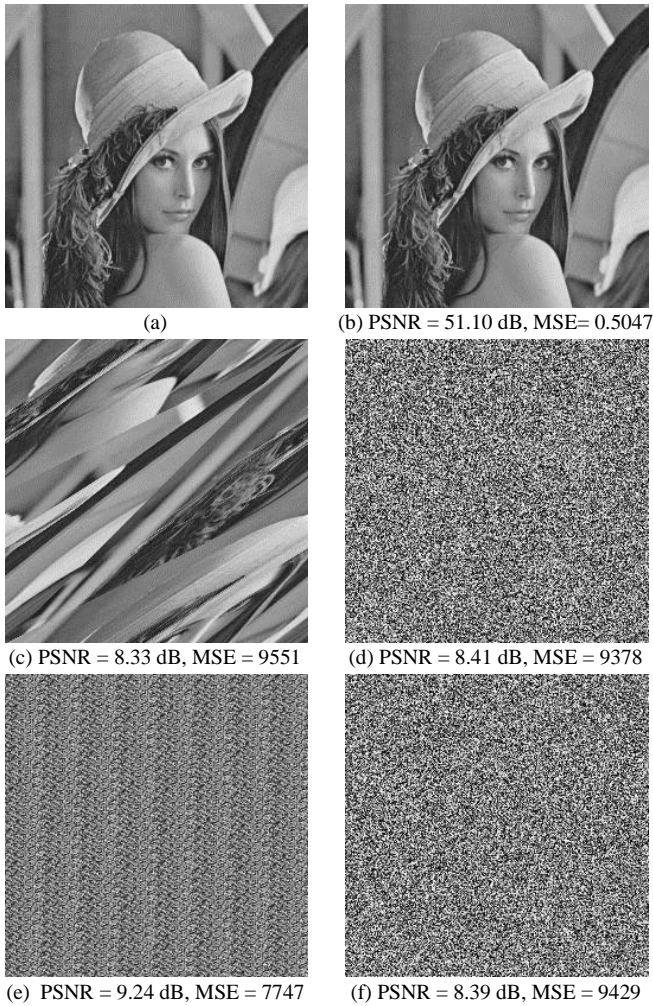 (a)
(b) PSNR = 51.10 dB, MSE= 0.5047
(c) PSNR = 8.33 dB, MSE = 9551
(d) PSNR = 8.41 dB, MSE = 9378
(e) PSNR = 9.24 dB, MSE = 7747
(f) PSNR = 8.39 dB, MSE = 9429